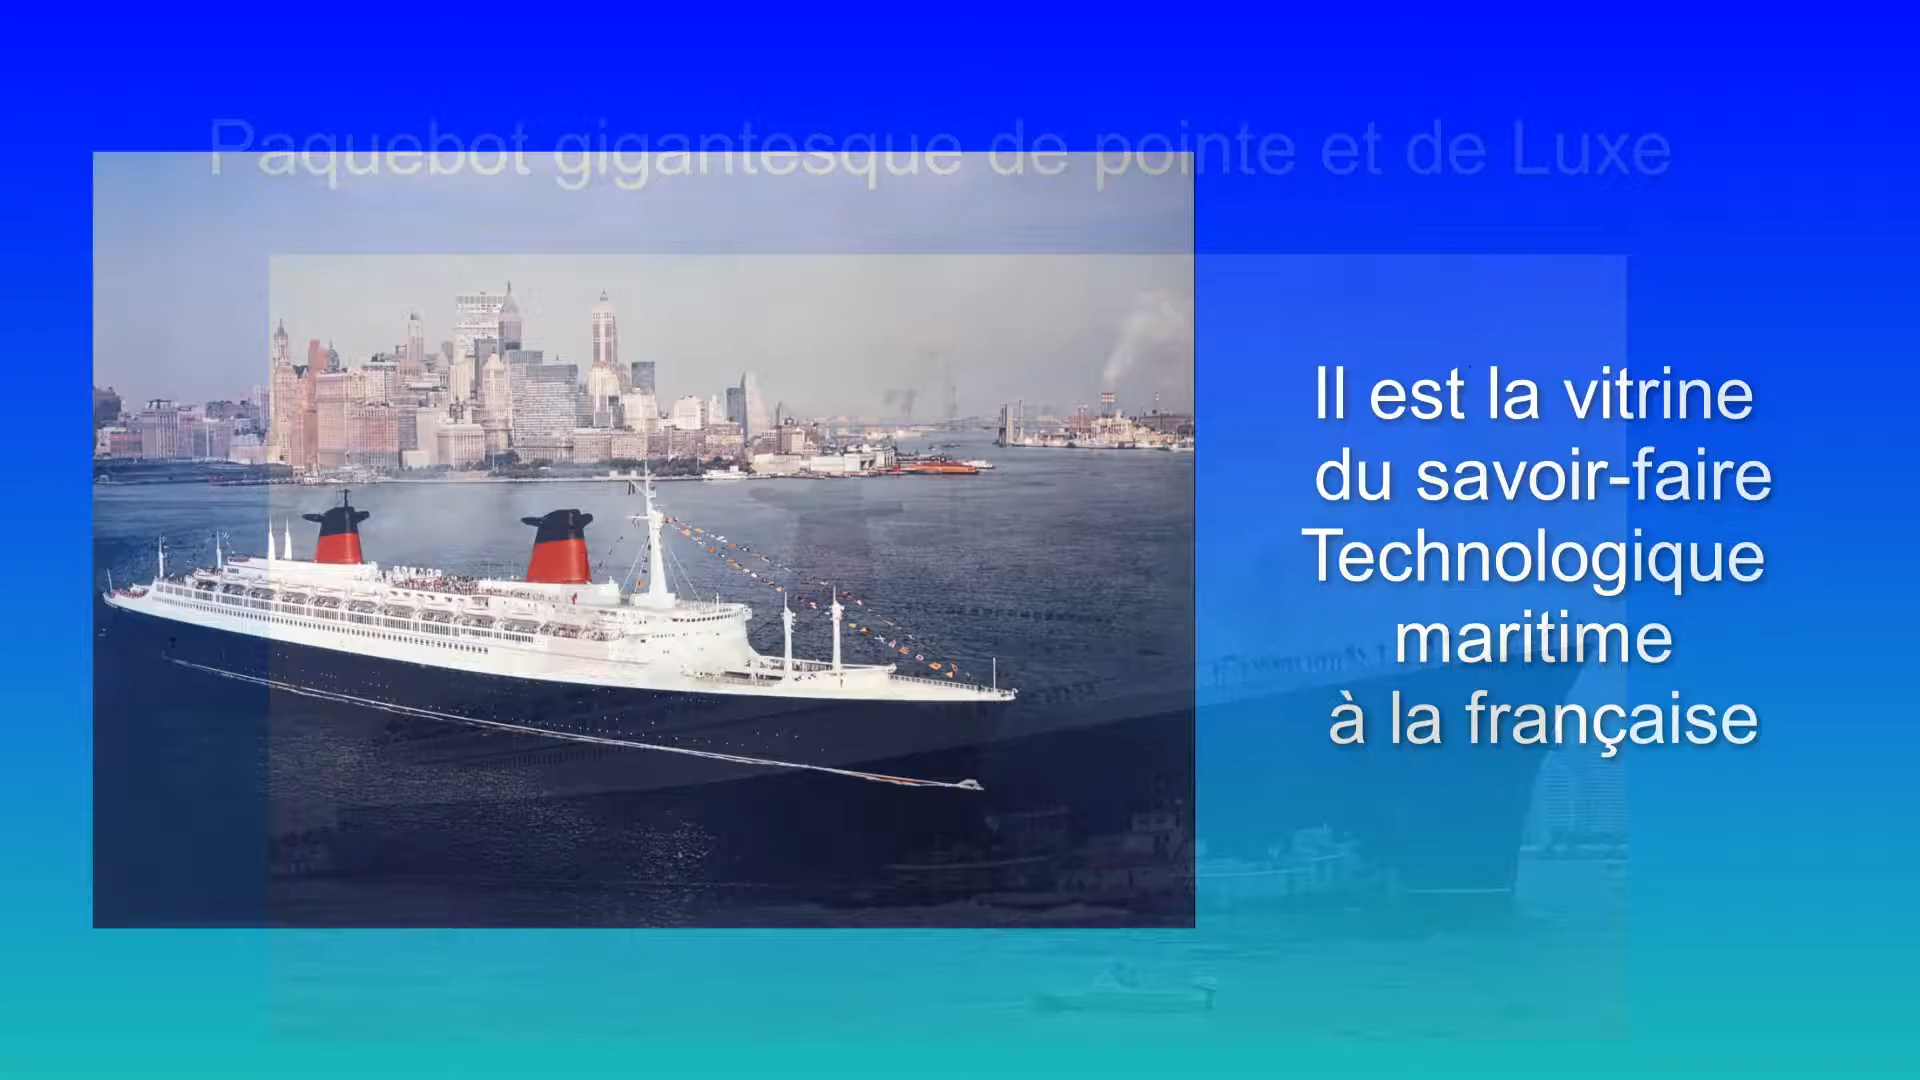 Paquebot gigantesque de pointe et de Luxe
Il est la vitrine
du savoir-faire
Technologique
maritime
à la française